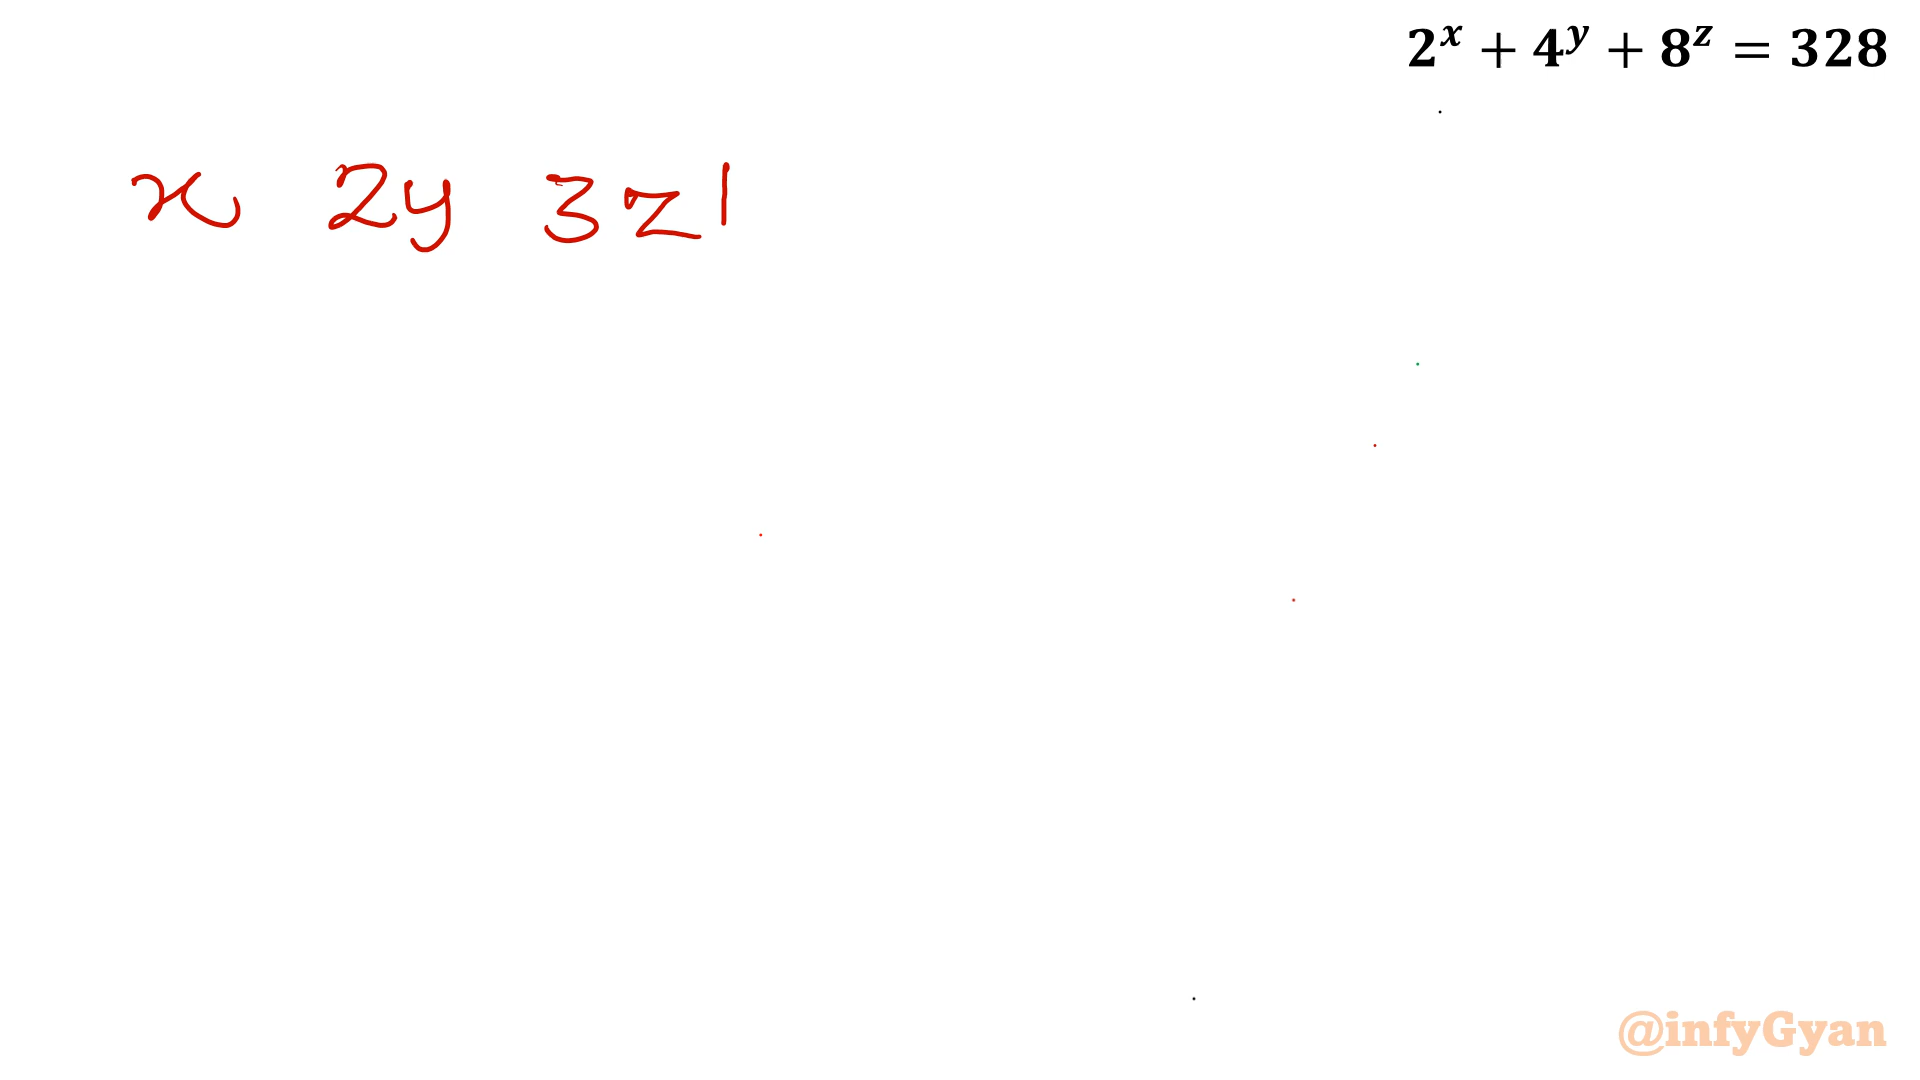 2^x + 4^y + 8^z = 328
x 2y 3z |
@infyGyan